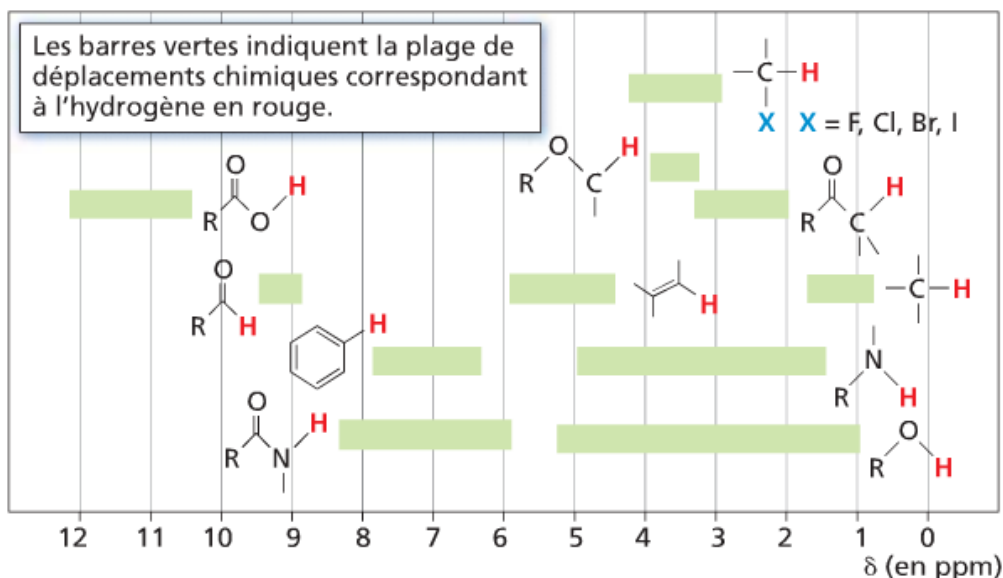 Les barres vertes indiquent la plage de
déplacements chimiques correspondant
à l'hydrogène en rouge.
C H
X X = F, Cl, Br, I
O H
R C
O H
R C
O H
R O
O
R H
H
C H
H
N
R H
O H
R N
O
R H
12 11 10 9 8 7 6 5 4 3 2 1 0
δ (en ppm)